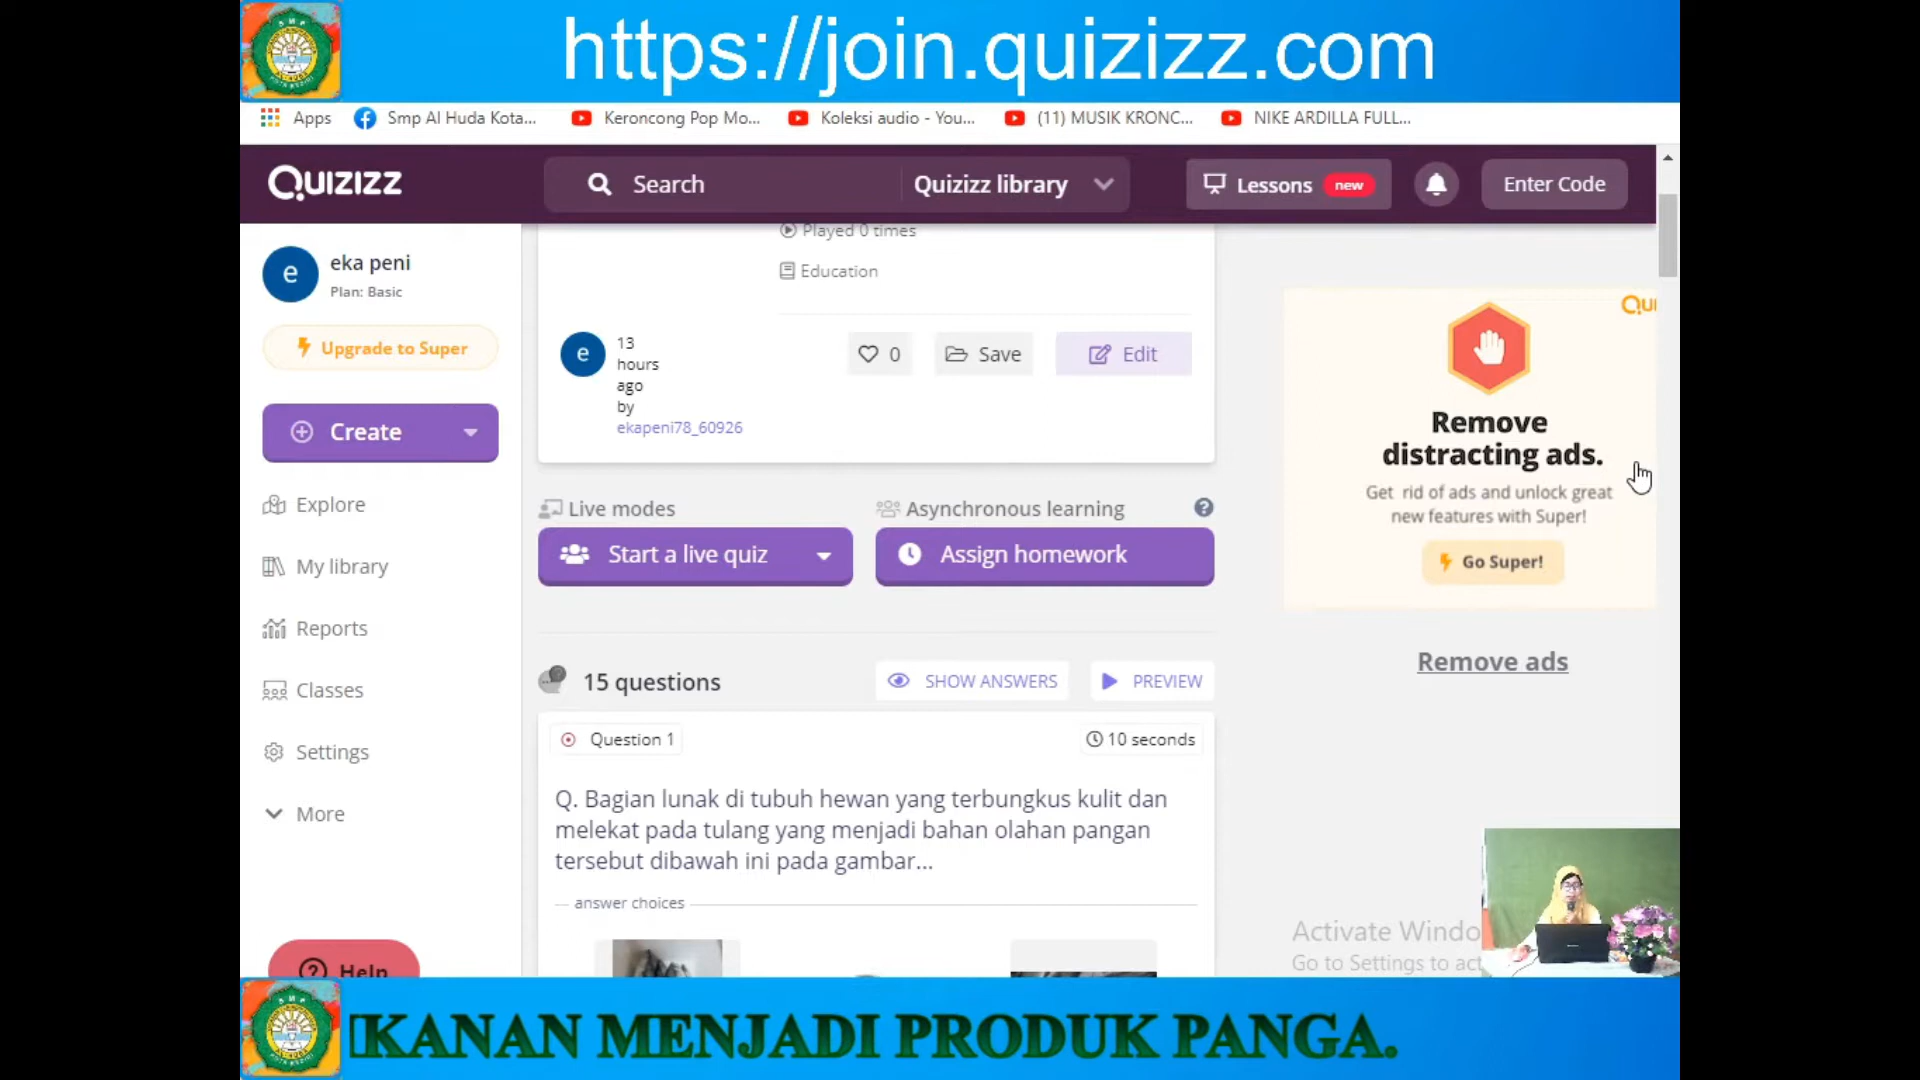 https://join.quizizz.com
Apps
Smp Al Huda Kota...
Keroncong Pop Mo...
Koleksi audio - You...
(11) MUSIK KRONC...
NIKE ARDILLA FULL...
QUIZIZZ
Search
Quizizz library
Lessons new
Enter Code
e
eka peni
Plan: Basic
Upgrade to Super
Create
Explore
My library
Reports
Classes
Settings
More
Help
Played 0 times
Education
e
13
hours
ago
by
ekapeni78_60926
0
Save
Edit
Live modes
Asynchronous learning
Start a live quiz
Assign homework
15 questions
SHOW ANSWERS
PREVIEW
Question 1
10 seconds
Q. Bagian lunak di tubuh hewan yang terbungkus kulit dan
melekat pada tulang yang menjadi bahan olahan pangan
tersebut dibawah ini pada gambar...
answer choices
Qui
Remove
distracting ads.
Get rid of ads and unlock great
new features with Super!
Go Super!
Remove ads
Activate Windo
Go to Settings to act
KANAN MENJADI PRODUK PANGA.